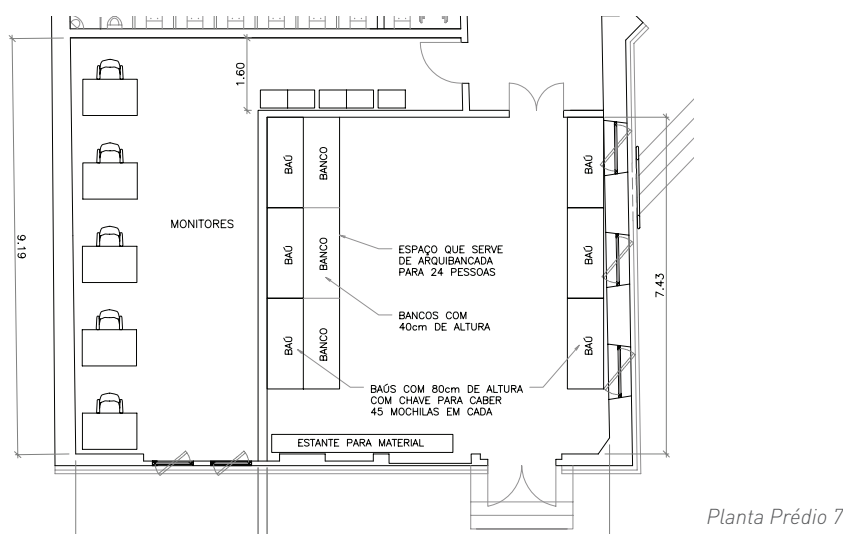 1.60
BAÚ
BANCO
BAÚ
MONITORES
9.19
BAÚ
BANCO
ESPAÇO QUE SERVE
DE ARQUIBANCADA
PARA 24 PESSOAS
BAÚ
7.43
BANCOS COM
40cm DE ALTURA
BAÚ
BANCO
BAÚ
BAÚS COM 80cm DE ALTURA
COM CHAVE PARA CABER
45 MOCHILAS EM CADA
ESTANTE PARA MATERIAL
Planta Prédio 7